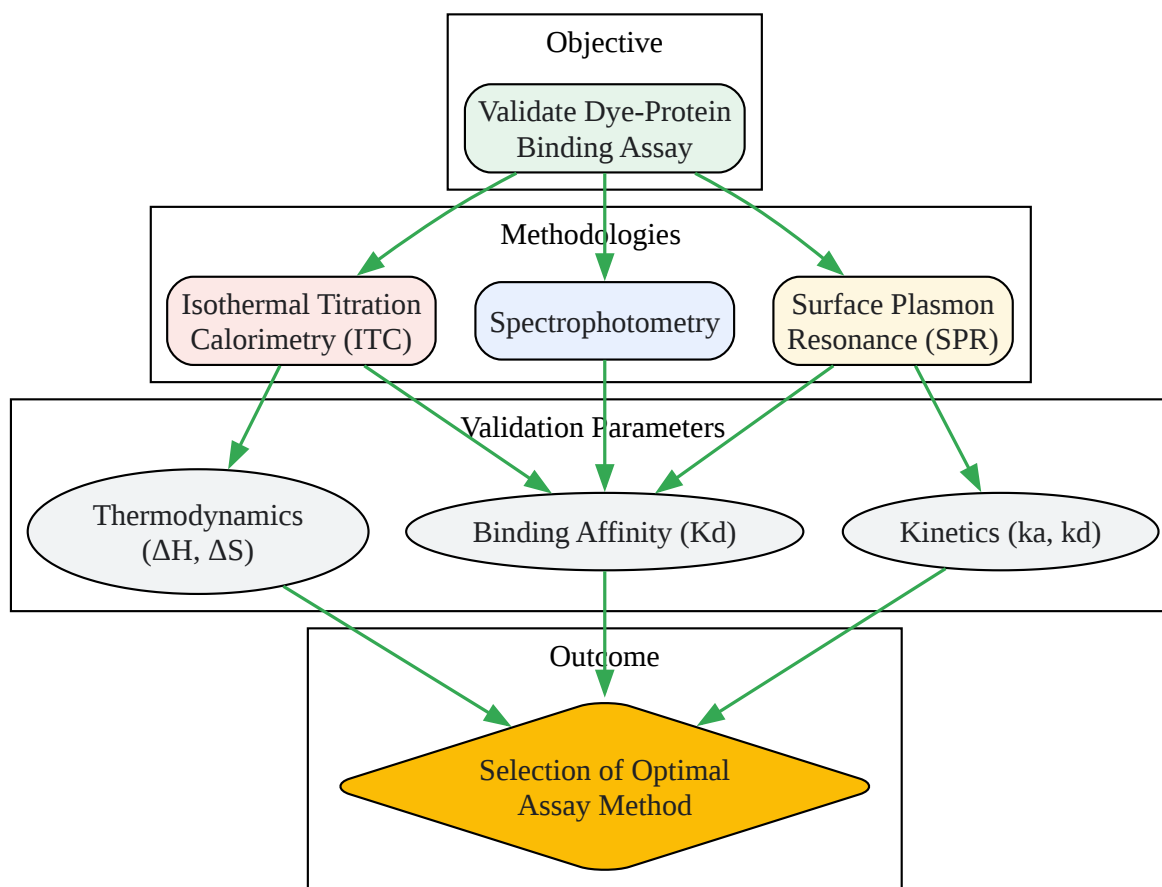 Objective
Validate Dye-Protein
Binding Assay
Methodologies
Isothermal Titration
Calorimetry (ITC)
Spectrophotometry
Surface Plasmon
Resonance (SPR)
Validation Parameters
Thermodynamics
(ΔH, ΔS)
Binding Affinity (Kd)
Kinetics (ka, kd)
Outcome
Selection of Optimal
Assay Method